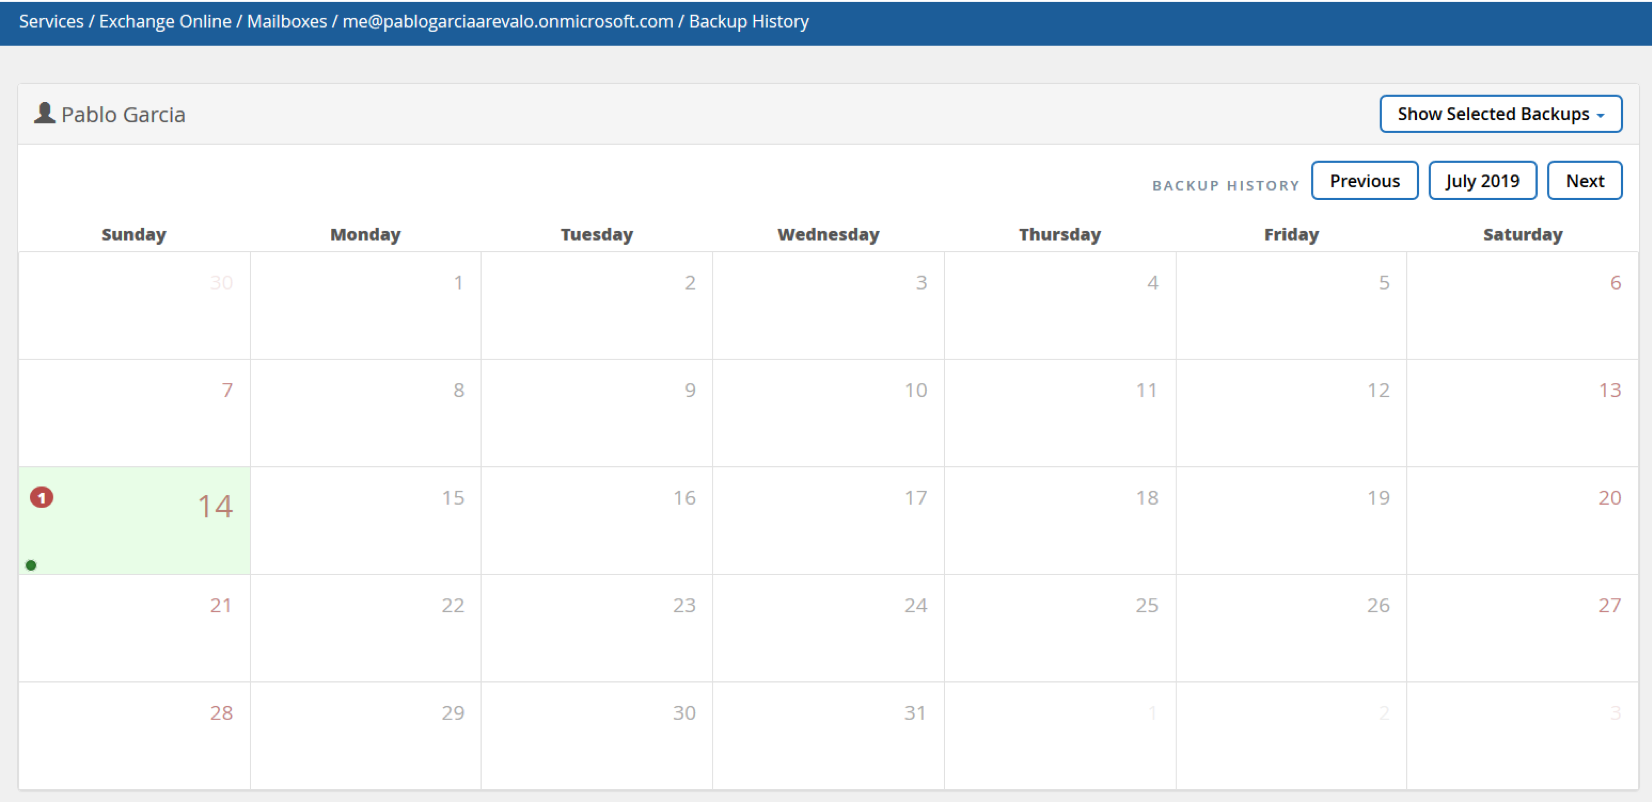 Services / Exchange Online / Mailboxes / me@pablogarciaarevalo.onmicrosoft.com / Backup History
Pablo Garcia
Show Selected Backups
BACKUP HISTORY Previous July 2019 Next
Sunday Monday Tuesday Wednesday Thursday Friday Saturday
30 1 2 3 4 5 6
7 8 9 10 11 12 13
1 14 15 16 17 18 19 20
21 22 23 24 25 26 27
28 29 30 31 1 2 3